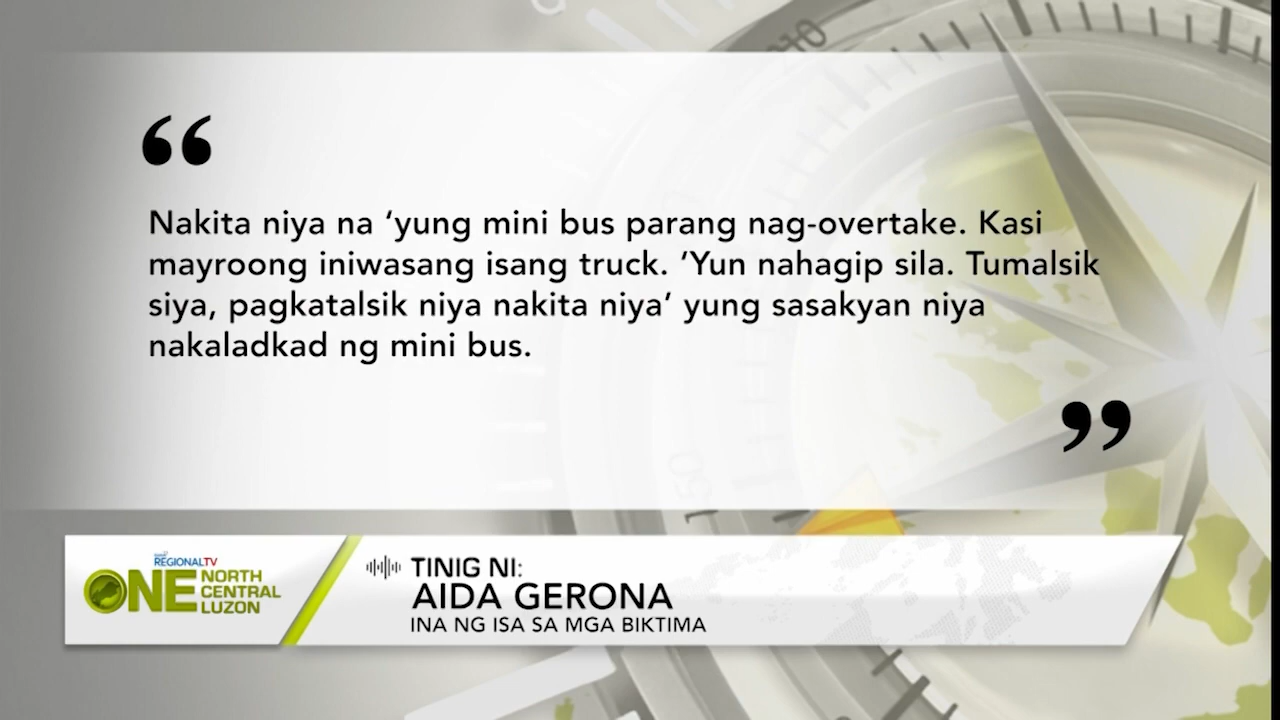 “
Nakita niya na ‘yung mini bus parang nag-overtake. Kasi
mayroong iniwasang isang truck. ’Yun nahagip sila. Tumalsik
siya, pagkatalsik niya nakita niya’ yung sasakyan niya
nakaladkad ng mini bus.
”
REGIONALTV
ONE NORTH CENTRAL LUZON
TINIG NI:
AIDA GERONA
INA NG ISA SA MGA BIKTIMA